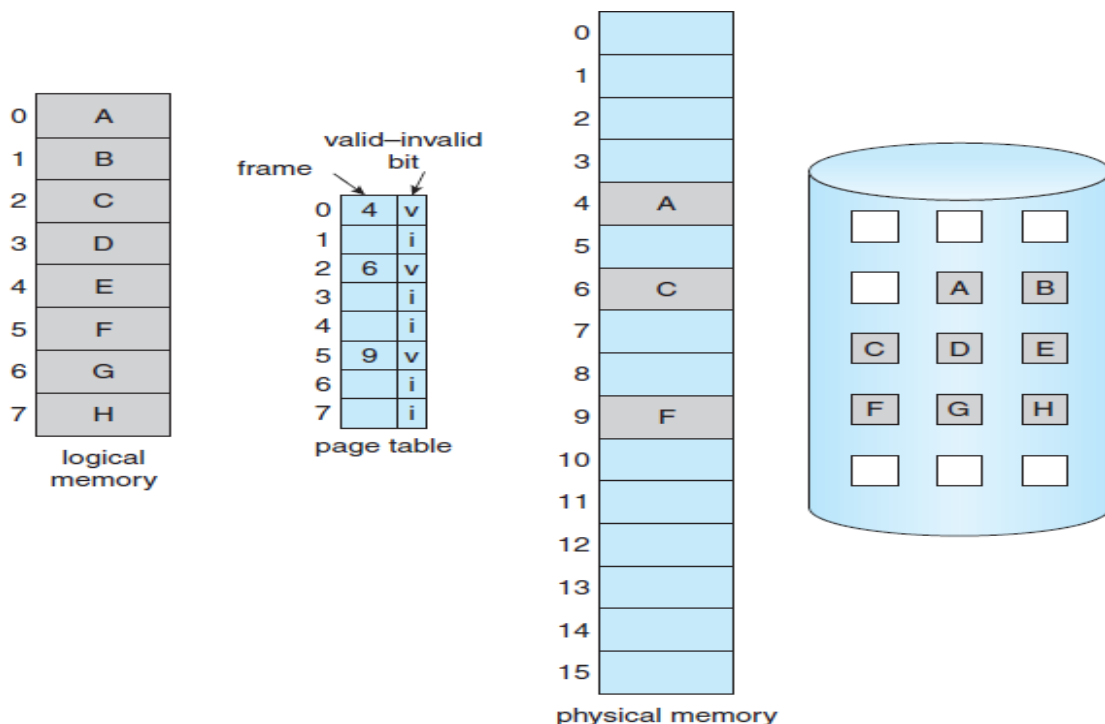 0 A
1 B
2 C
3 D
4 E
5 F
6 G
7 H
logical
memory
valid–invalid
bit
frame
0 4 v
1 i
2 6 v
3 i
4 i
5 9 v
6 i
7 i
page table
0
1
2
3
4 A
5
6 C
7
8
9 F
10
11
12
13
14
15
physical memory
A B
C D E
F G H